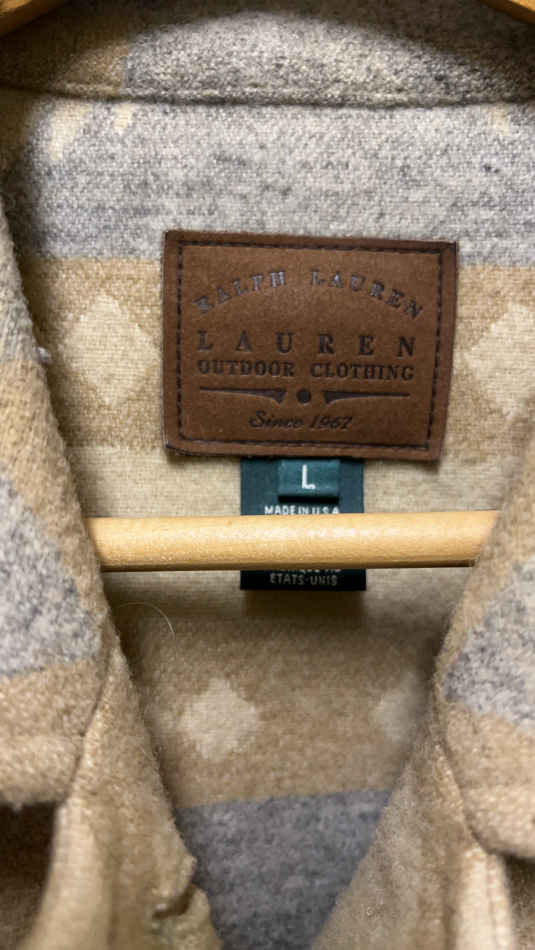 RALPH LAUREN
LAUREN
OUTDOOR CLOTHING
Since 1967
L
MADE IN U.S.A
ETATS-UNIS